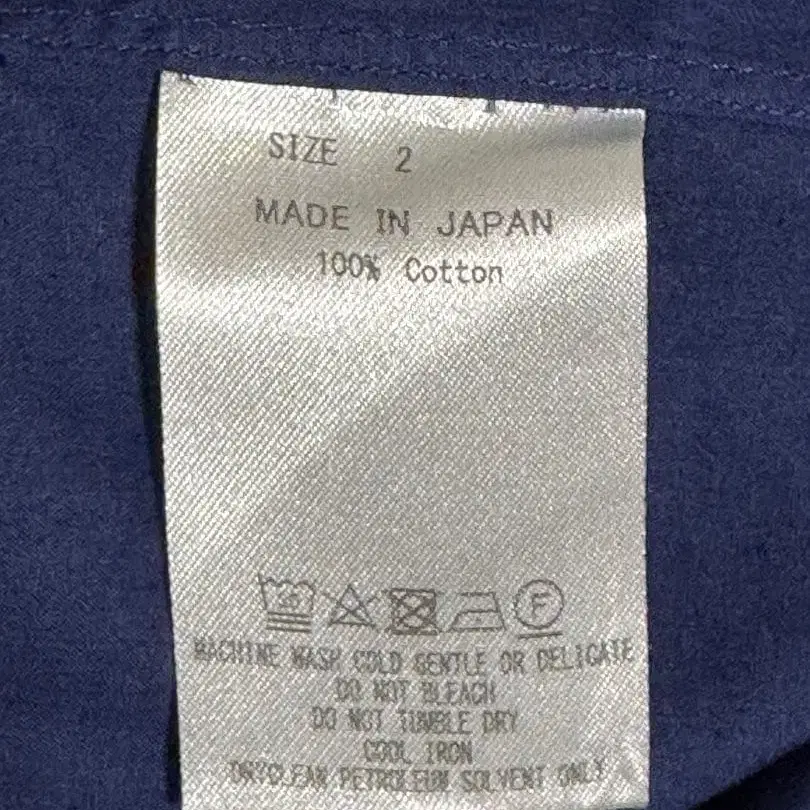 SIZE 2
MADE IN JAPAN
100% Cotton
F
MACHINE WASH COLD GENTLE OR DELICATE
DO NOT BLEACH
DO NOT TUMBLE DRY
COOL IRON
DRYCLEAN PETROLEUM SOLVENT ONLY